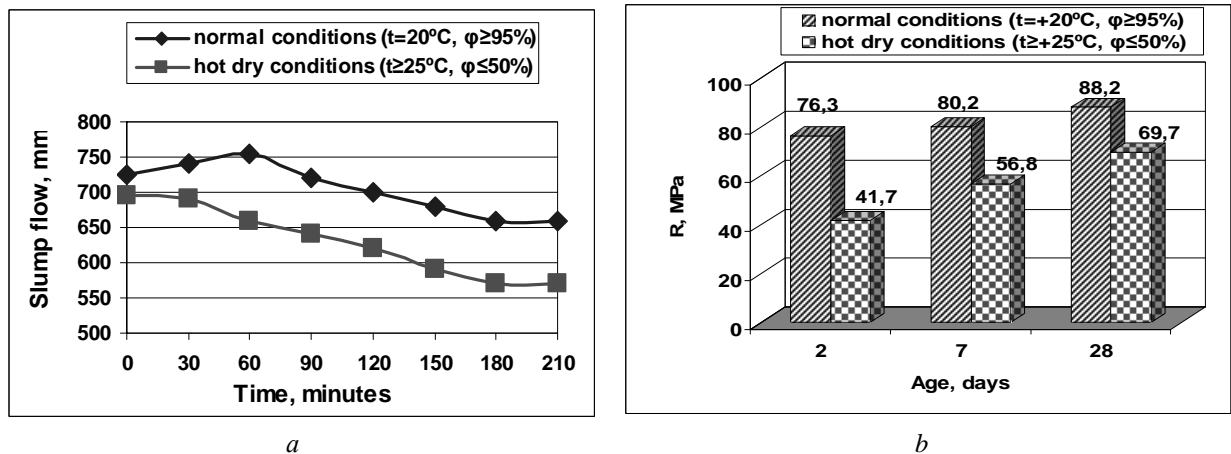 normal conditions (t=20ºC, φ≥95%)
hot dry conditions (t≥25ºC, φ≤50%)
Slump flow, mm
800
750
700
650
600
550
500
0 30 60 90 120 150 180 210
Time, minutes
a
normal conditions (t=+20ºC, φ≥95%)
hot dry conditions (t≥+25ºC, φ≤50%)
R, MPa
100
80
60
40
20
0
76,3
41,7
80,2
56,8
88,2
69,7
2 7 28
Age, days
b